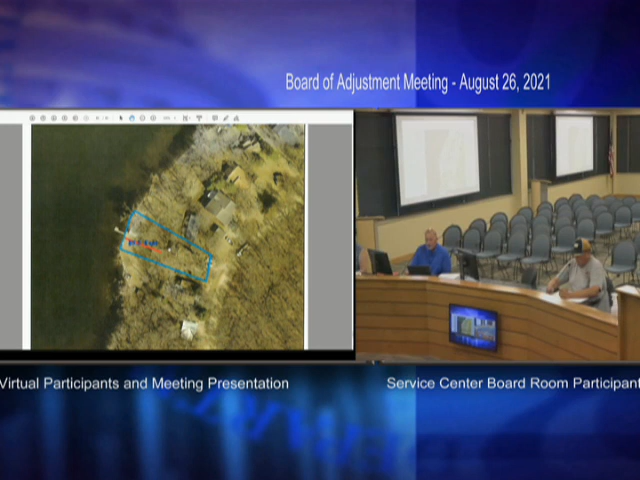 Board of Adjustment Meeting - August 26, 2021
Virtual Participants and Meeting Presentation
Service Center Board Room Participant